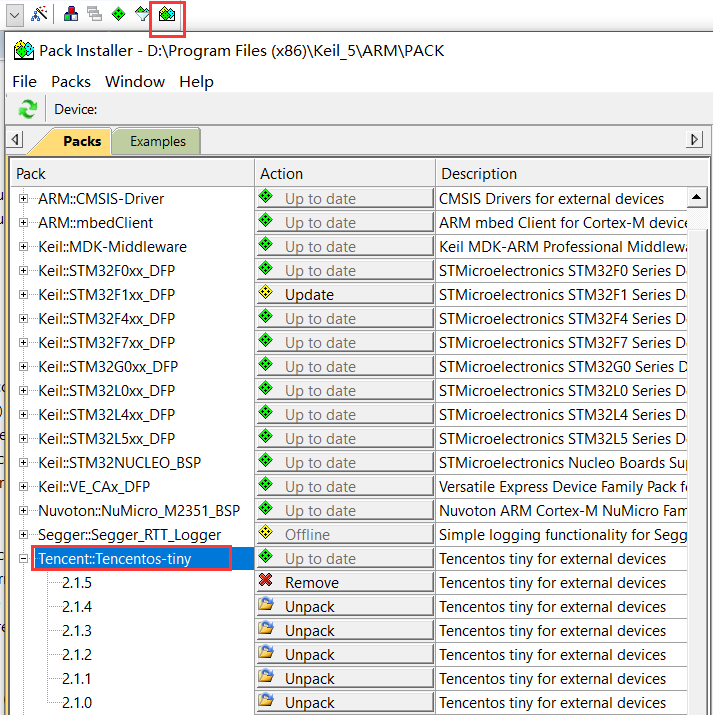 Pack Installer - D:\Program Files (x86)\Keil_5\ARM\PACK
File Packs Window Help
Device:
Packs Examples
Pack Action Description
ARM::CMSIS-Driver Up to date CMSIS Drivers for external devices
ARM::mbedClient Up to date ARM mbed Client for Cortex-M device
Keil::MDK-Middleware Up to date Keil MDK-ARM Professional Middlewa
Keil::STM32F0xx_DFP Up to date STMicroelectronics STM32F0 Series D
Keil::STM32F1xx_DFP Update STMicroelectronics STM32F1 Series D
Keil::STM32F4xx_DFP Up to date STMicroelectronics STM32F4 Series D
Keil::STM32F7xx_DFP Up to date STMicroelectronics STM32F7 Series D
Keil::STM32G0xx_DFP Up to date STMicroelectronics STM32G0 Series D
Keil::STM32L0xx_DFP Up to date STMicroelectronics STM32L0 Series D
Keil::STM32L4xx_DFP Up to date STMicroelectronics STM32L4 Series D
Keil::STM32L5xx_DFP Up to date STMicroelectronics STM32L5 Series D
Keil::STM32NUCLEO_BSP Up to date STMicroelectronics Nucleo Boards Sup
Keil::VE_CAx_DFP Up to date Versatile Express Device Family Pack f
Nuvoton::NuMicro_M2351_BSP Up to date Nuvoton ARM Cortex-M NuMicro Fam
Segger::Segger_RTT_Logger Offline Simple logging functionality for Segg
Tencent::Tencentos-tiny Up to date Tencentos tiny for external devices
2.1.5 Remove Tencentos tiny for external devices
2.1.4 Unpack Tencentos tiny for external devices
2.1.3 Unpack Tencentos tiny for external devices
2.1.2 Unpack Tencentos tiny for external devices
2.1.1 Unpack Tencentos tiny for external devices
2.1.0 Unpack Tencentos tiny for external devices